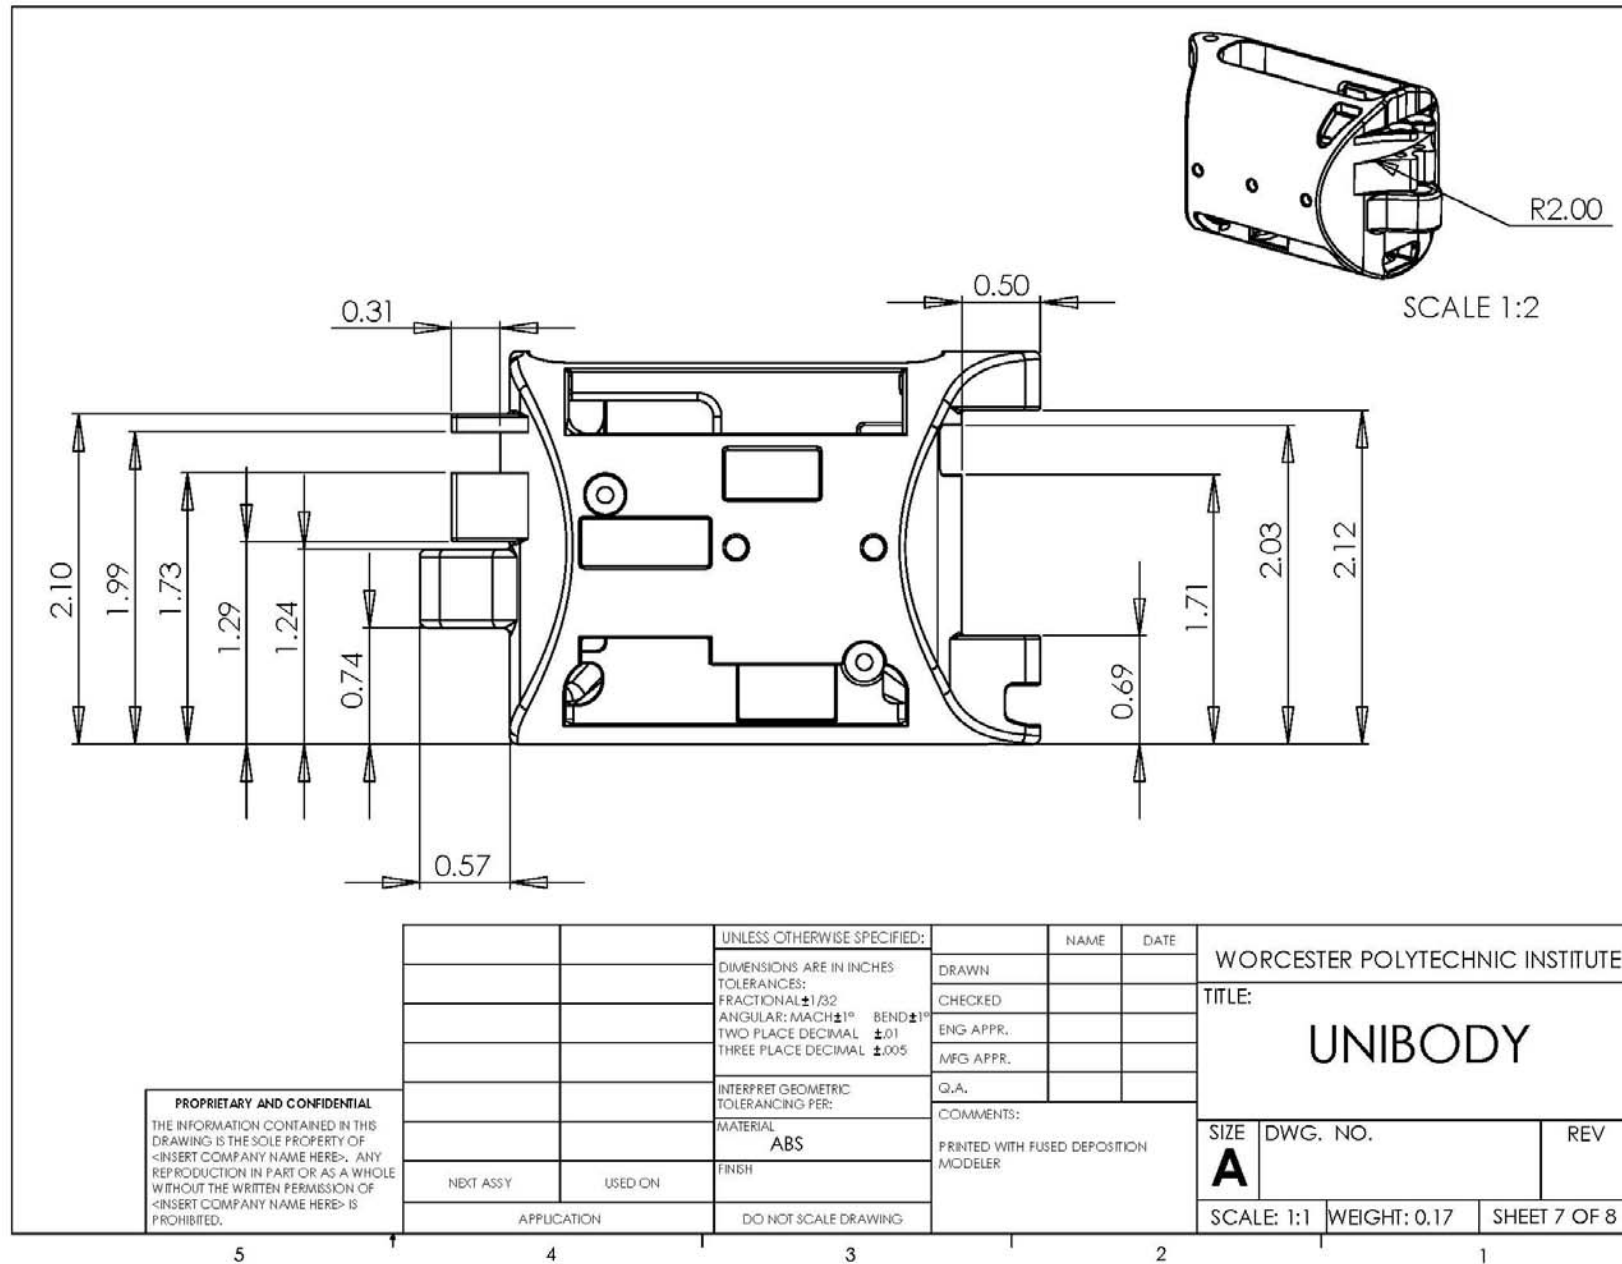 R2.00
SCALE 1:2
0.50
0.31
2.10
1.99
1.73
1.29
1.24
0.74
0.57
0.69
1.71
2.03
2.12
UNLESS OTHERWISE SPECIFIED:
DIMENSIONS ARE IN INCHES
TOLERANCES:
FRACTIONAL±1/32
ANGULAR: MACH±1° BEND±1°
TWO PLACE DECIMAL ±.01
THREE PLACE DECIMAL ±.005
INTERPRET GEOMETRIC
TOLERANCING PER:
MATERIAL
ABS
FINISH
DO NOT SCALE DRAWING
NAME DATE
DRAWN
CHECKED
ENG APPR.
MFG APPR.
Q.A.
COMMENTS:
PRINTED WITH FUSED DEPOSITION
MODELER
WORCESTER POLYTECHNIC INSTITUTE
TITLE:
UNIBODY
SIZE DWG. NO. REV
A
SCALE: 1:1 WEIGHT: 0.17 SHEET 7 OF 8
PROPRIETARY AND CONFIDENTIAL
THE INFORMATION CONTAINED IN THIS
DRAWING IS THE SOLE PROPERTY OF
<INSERT COMPANY NAME HERE>. ANY
REPRODUCTION IN PART OR AS A WHOLE
WITHOUT THE WRITTEN PERMISSION OF
<INSERT COMPANY NAME HERE> IS
PROHIBITED.
NEXT ASSY USED ON
APPLICATION
5 4 3 2 1